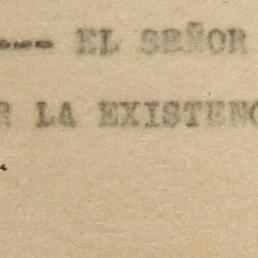 --- EL SEÑOR
LA EXISTENC